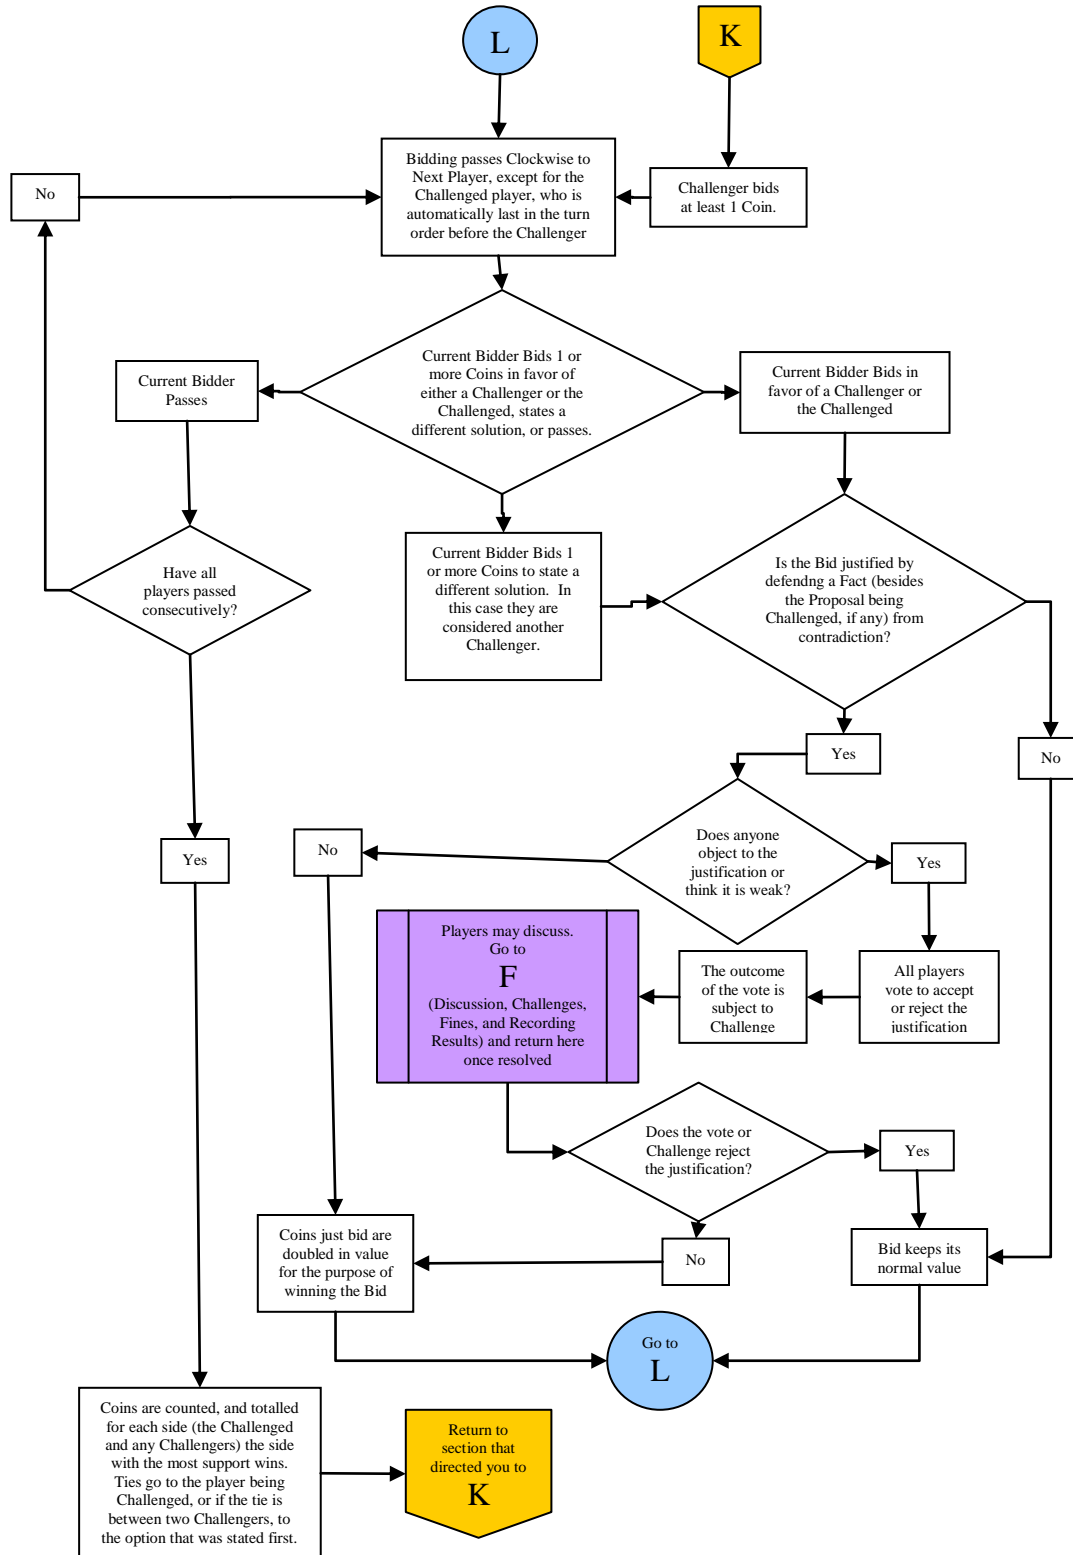 L
K
Bidding passes Clockwise to
Next Player, except for the
Challenged player, who is
automatically last in the turn
order before the Challenger
No
Challenger bids
at least 1 Coin.
Current Bidder
Passes
Current Bidder Bids 1 or
more Coins in favor of
either a Challenger or the
Challenged, states a
different solution, or passes.
Current Bidder Bids in
favor of a Challenger or
the Challenged
Have all
players passed
consecutively?
Current Bidder Bids 1
or more Coins to state a
different solution. In
this case they are
considered another
Challenger.
Is the Bid justified by
defendng a Fact (besides
the Proposal being
Challenged, if any) from
contradiction?
Yes
No
Yes
No
Does anyone
object to the
justification or
think it is weak?
Yes
Players may discuss.
Go to
F
(Discussion, Challenges,
Fines, and Recording
Results) and return here
once resolved
The outcome
of the vote is
subject to
Challenge
All players
vote to accept
or reject the
justification
Does the vote or
Challenge reject
the justification?
Yes
Coins just bid are
doubled in value
for the purpose of
winning the Bid
No
Bid keeps its
normal value
Go to
L
Coins are counted, and totalled
for each side (the Challenged
and any Challengers) the side
with the most support wins.
Ties go to the player being
Challenged, or if the tie is
between two Challengers, to
the option that was stated first.
Return to
section that
directed you to
K